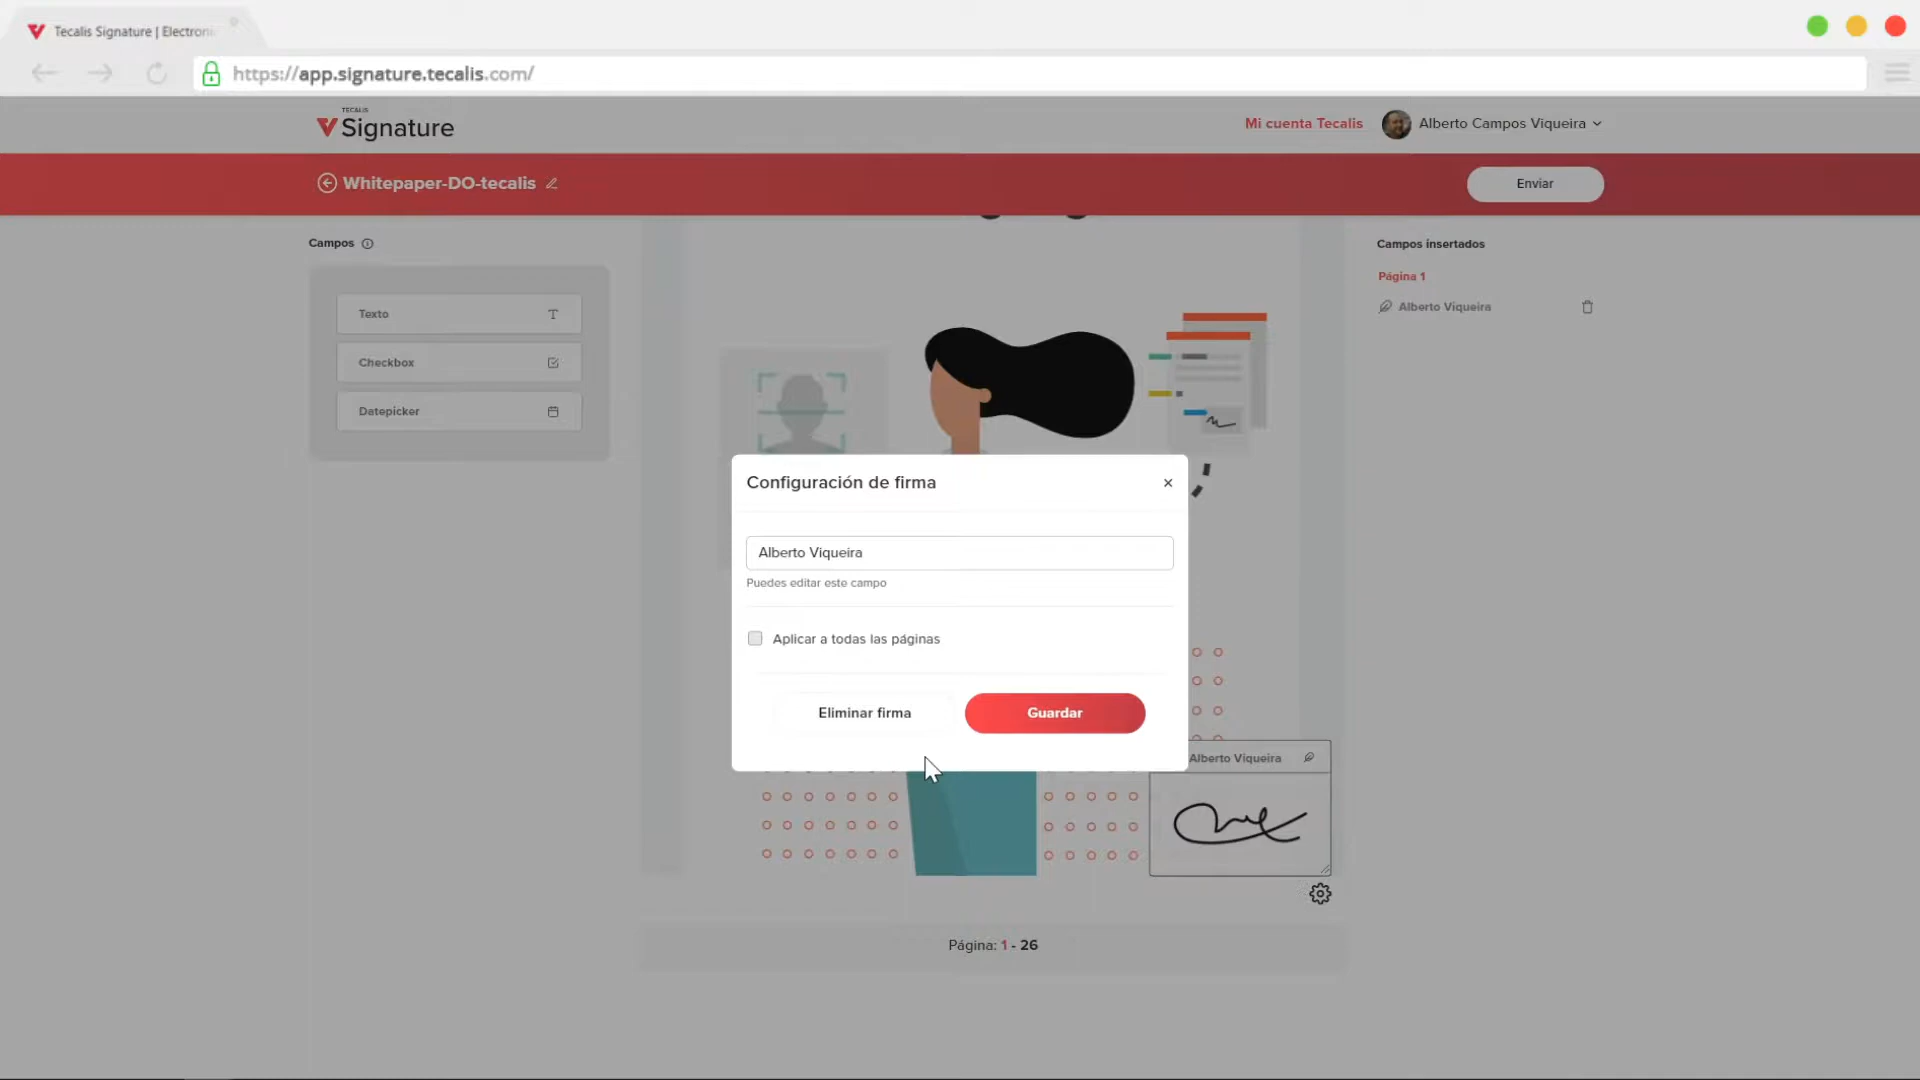 Tecalis Signature | Electroni
https://app.signature.tecalis.com/
TECALIS
Signature
Mi cuenta Tecalis
Alberto Campos Viqueira
Whitepaper-DO-tecalis
Enviar
Campos
Texto
Checkbox
Datepicker
Campos insertados
Página 1
Alberto Viqueira
Configuración de firma
Alberto Viqueira
Puedes editar este campo
Aplicar a todas las páginas
Eliminar firma
Guardar
Alberto Viqueira
Página: 1 - 26